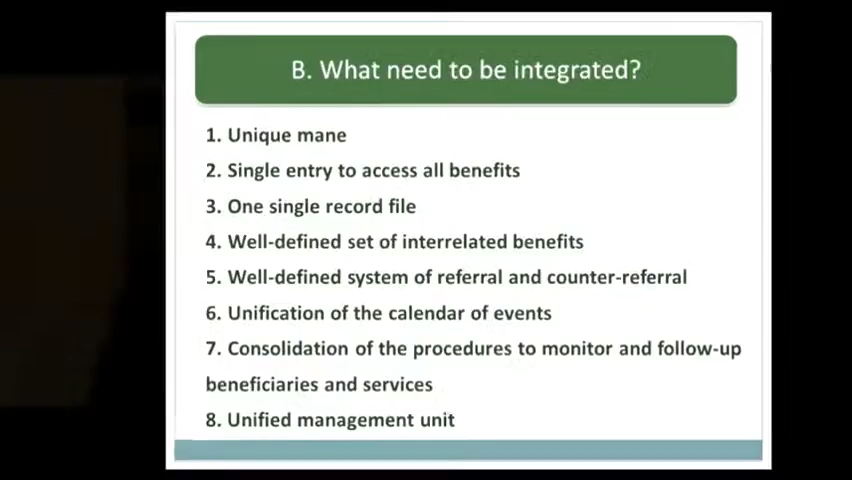 B. What need to be integrated?
1. Unique mane
2. Single entry to access all benefits
3. One single record file
4. Well-defined set of interrelated benefits
5. Well-defined system of referral and counter-referral
6. Unification of the calendar of events
7. Consolidation of the procedures to monitor and follow-up
beneficiaries and services
8. Unified management unit